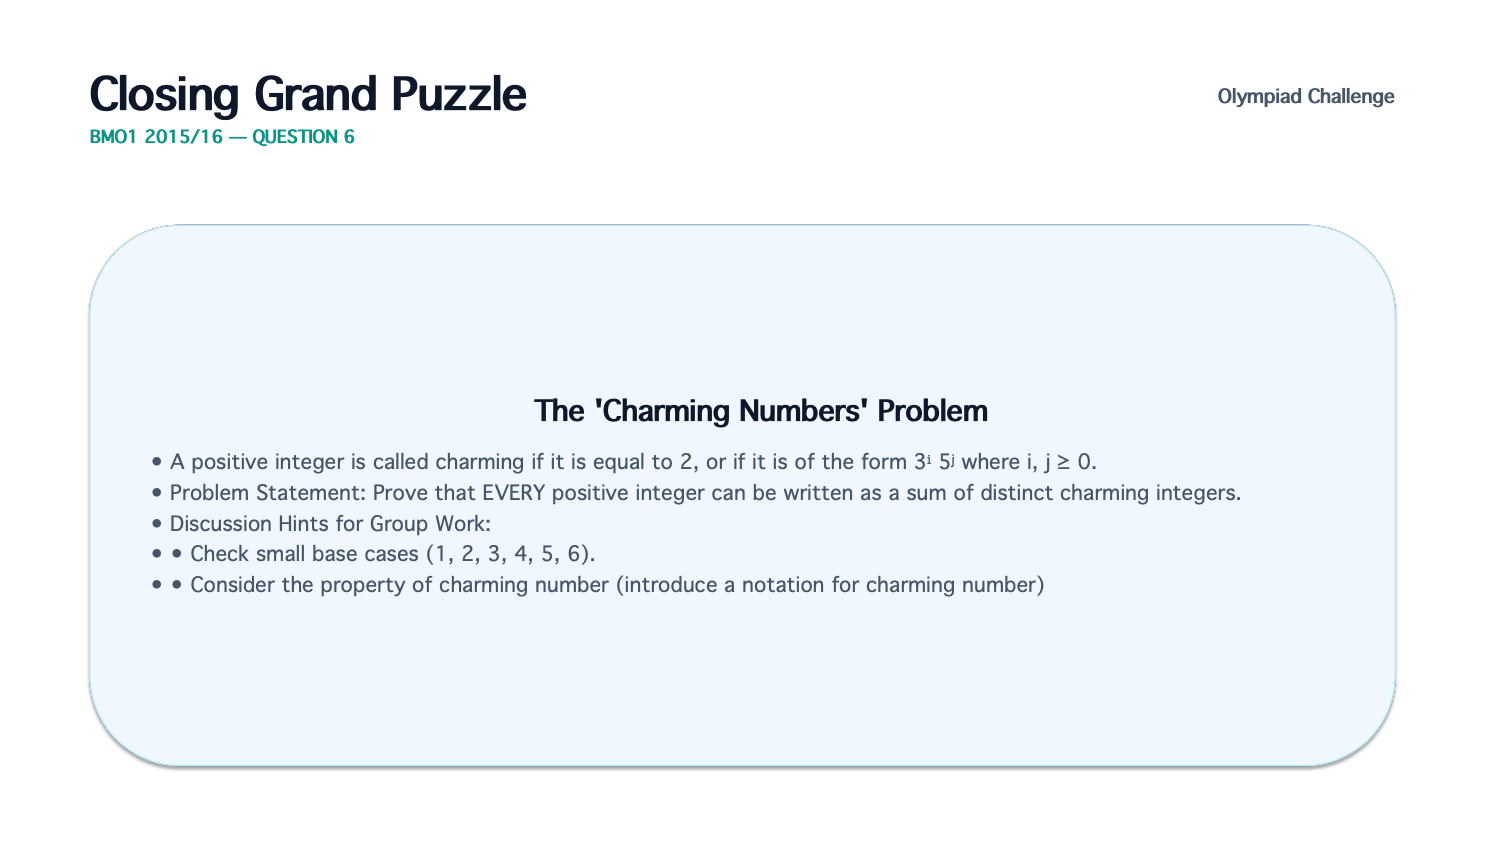 Closing Grand Puzzle
Olympiad Challenge
BMO1 2015/16 — QUESTION 6
The 'Charming Numbers' Problem
• A positive integer is called charming if it is equal to 2, or if it is of the form 3ⁱ 5ʲ where i, j ≥ 0.
• Problem Statement: Prove that EVERY positive integer can be written as a sum of distinct charming integers.
• Discussion Hints for Group Work:
• • Check small base cases (1, 2, 3, 4, 5, 6).
• • Consider the property of charming number (introduce a notation for charming number)